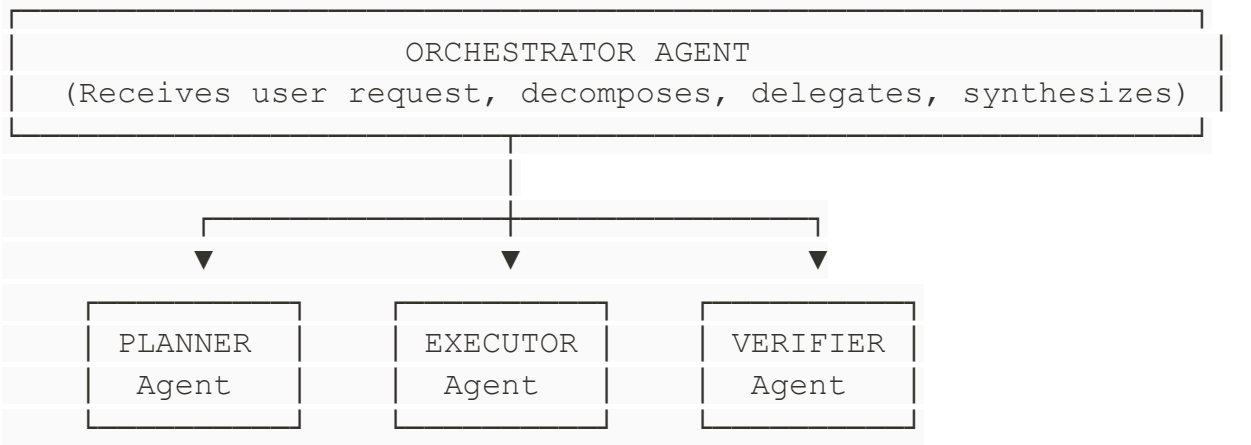 ORCHESTRATOR AGENT
(Receives user request, decomposes, delegates, synthesizes)
PLANNER EXECUTOR VERIFIER
Agent Agent Agent